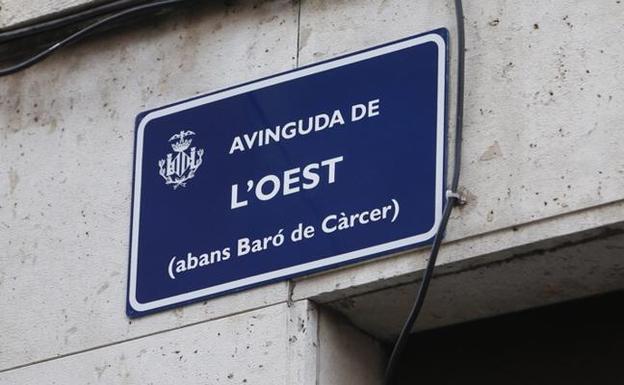 AVINGUDA DE
L'OEST
(abans Baró de Càrcer)